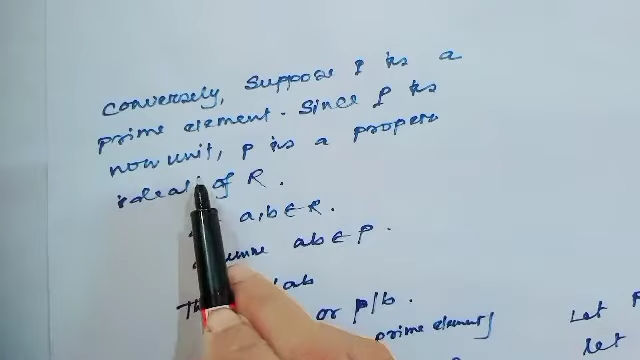 Conversely, Suppose p is a
prime element. Since p is
non unit, P is a proper
ideal of R.
a, b ∈ R.
ab ∈ P.
ab
or p/b.
prime element]
Let
let